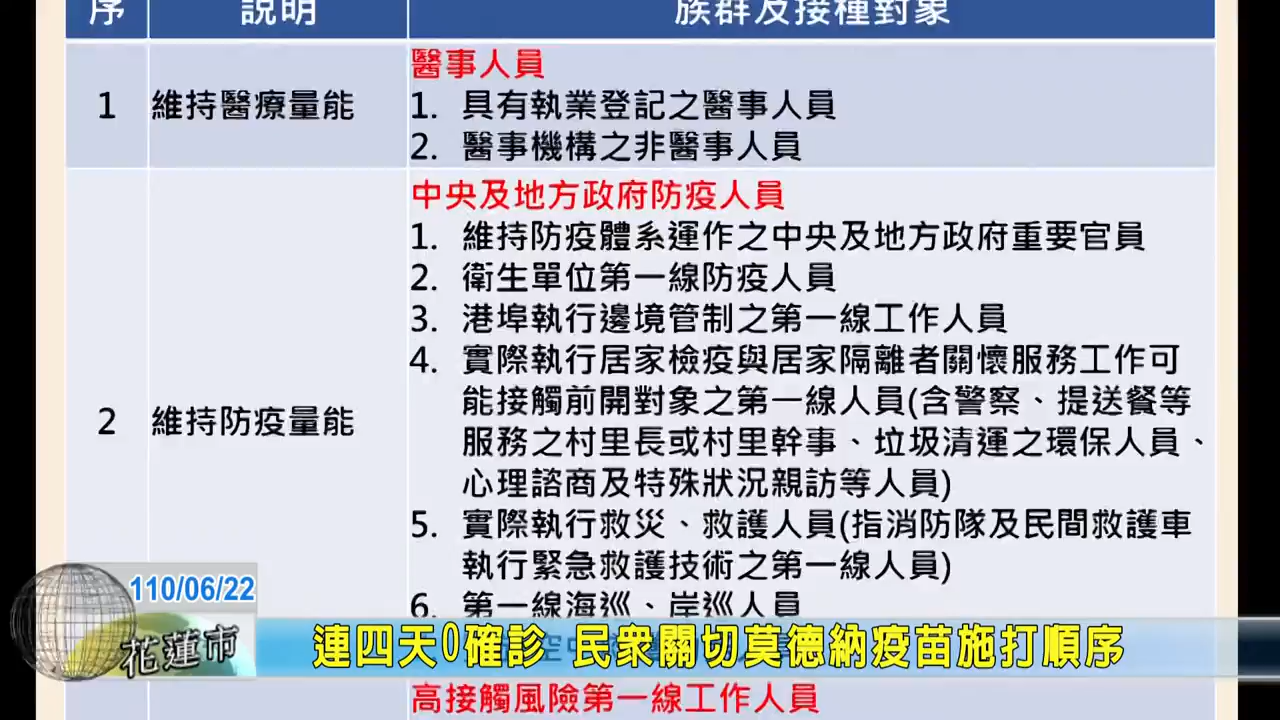 序 說明 族群及接種對象
醫事人員
1 維持醫療量能 1. 具有執業登記之醫事人員
2. 醫事機構之非醫事人員
中央及地方政府防疫人員
1. 維持防疫體系運作之中央及地方政府重要官員
2. 衛生單位第一線防疫人員
3. 港埠執行邊境管制之第一線工作人員
4. 實際執行居家檢疫與居家隔離者關懷服務工作可
能接觸前開對象之第一線人員(含警察、提送餐等
2 維持防疫量能 服務之村里長或村里幹事、垃圾清運之環保人員、
心理諮商及特殊狀況親訪等人員)
5. 實際執行救災、救護人員(指消防隊及民間救護車
執行緊急救護技術之第一線人員)
6. 第一線海巡、岸巡人員
高接觸風險第一線工作人員
110/06/22
花蓮市
連四天0確診 民眾關切莫德納疫苗施打順序